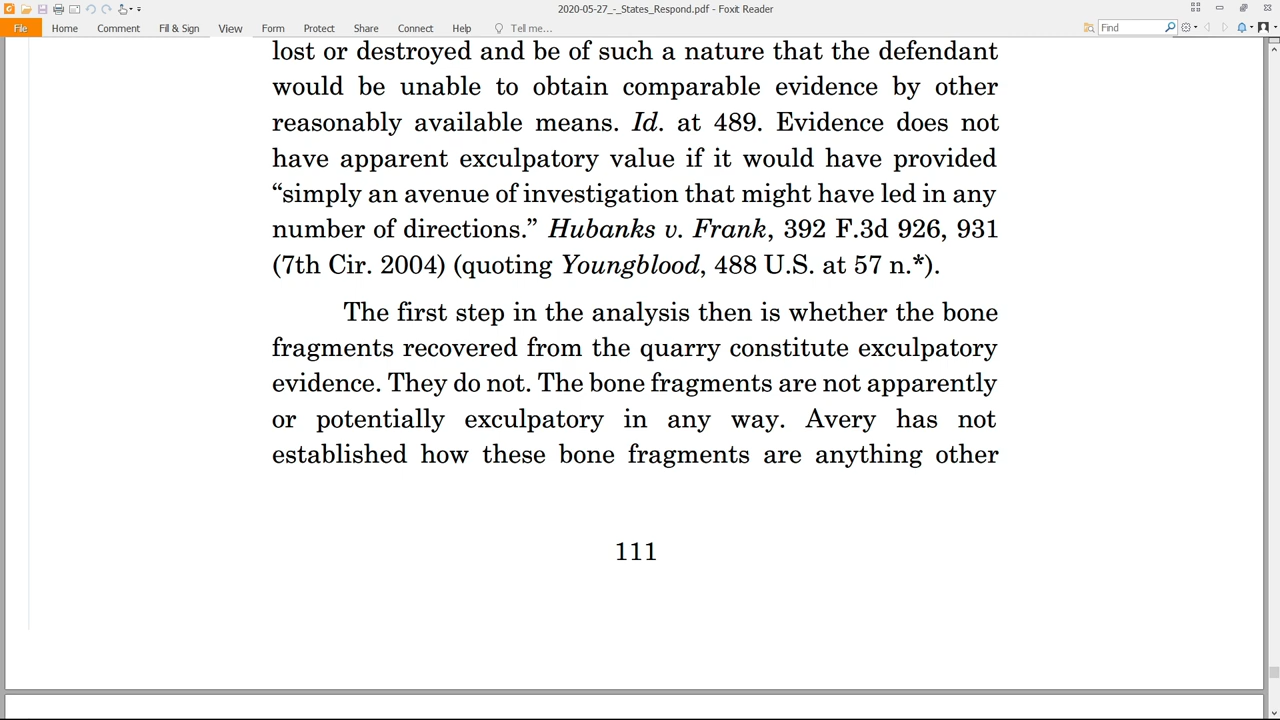 2020-05-27_-_States_Respond.pdf - Foxit Reader
File Home Comment Fill & Sign View Form Protect Share Connect Help Tell me... Find
lost or destroyed and be of such a nature that the defendant
would be unable to obtain comparable evidence by other
reasonably available means. Id. at 489. Evidence does not
have apparent exculpatory value if it would have provided
“simply an avenue of investigation that might have led in any
number of directions.” Hubanks v. Frank, 392 F.3d 926, 931
(7th Cir. 2004) (quoting Youngblood, 488 U.S. at 57 n.*).
The first step in the analysis then is whether the bone
fragments recovered from the quarry constitute exculpatory
evidence. They do not. The bone fragments are not apparently
or potentially exculpatory in any way. Avery has not
established how these bone fragments are anything other
111